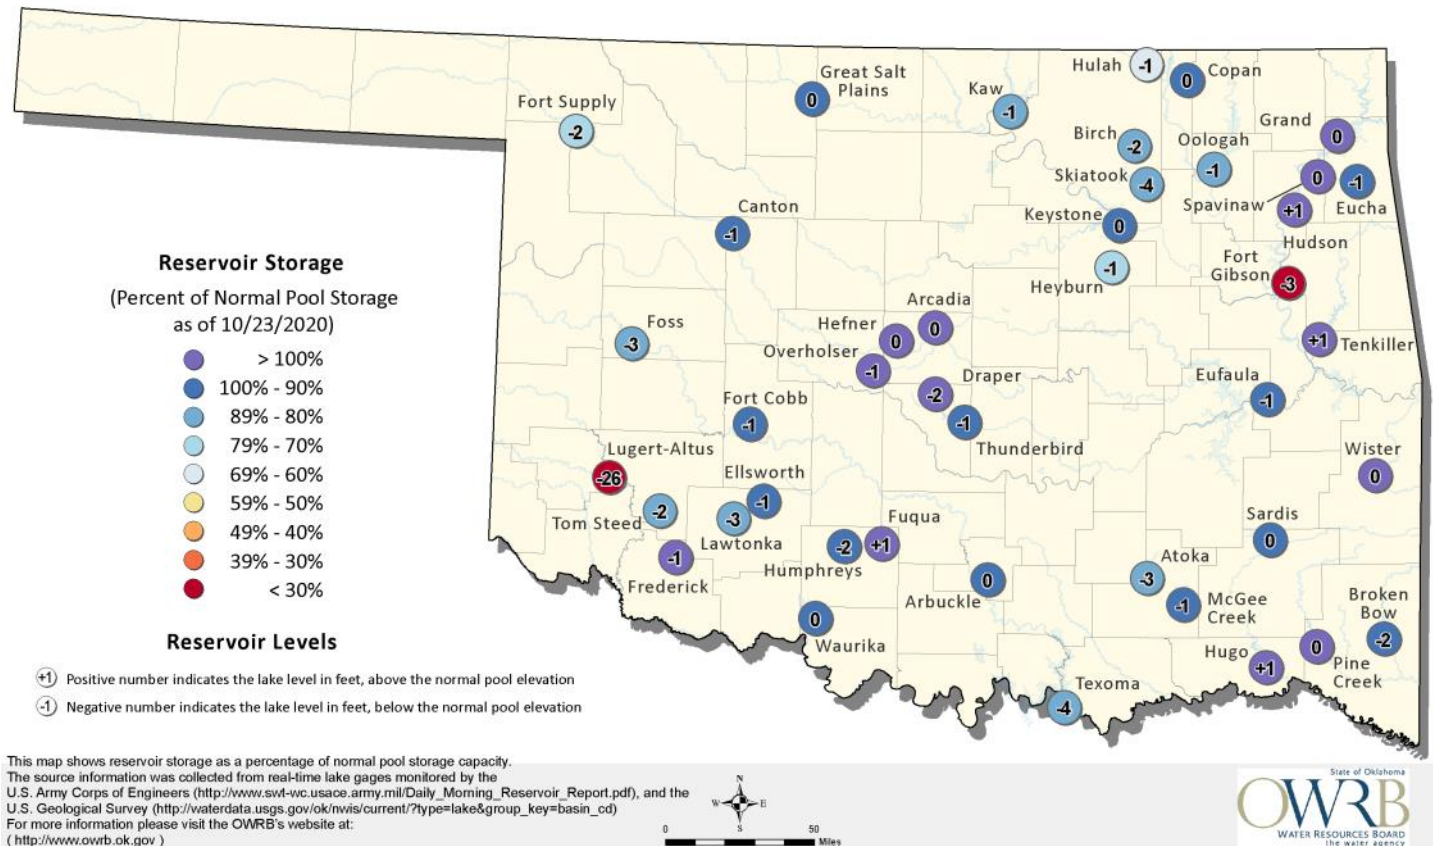 Hulah
-1
0
Copan
Great Salt
Plains
0
Kaw
-1
Fort Supply
-2
Grand
0
Birch
-2
Oologah
-1
Skiatook
-4
0
-1
Spavinaw
Eucha
+1
Hudson
Canton
-1
Keystone
0
Heyburn
-1
Fort
Gibson
-3
Arcadia
0
Hefner
0
Foss
-3
Overholser
-1
+1
Tenkiller
Draper
-2
Eufaula
-1
Fort Cobb
-1
-1
Thunderbird
Lugert-Altus
-26
Wister
0
Ellsworth
-1
Tom Steed
-2
-3
Lawtonka
Fuqua
+1
-2
Humphreys
Sardis
0
-1
Frederick
Atoka
-3
0
Arbuckle
-1
McGee
Creek
Broken
Bow
-2
0
Waurika
Hugo
+1
0
Pine
Creek
Texoma
-4
Reservoir Storage
(Percent of Normal Pool Storage
as of 10/23/2020)
> 100%
100% - 90%
89% - 80%
79% - 70%
69% - 60%
59% - 50%
49% - 40%
39% - 30%
< 30%
Reservoir Levels
+1 Positive number indicates the lake level in feet, above the normal pool elevation
-1 Negative number indicates the lake level in feet, below the normal pool elevation
This map shows reservoir storage as a percentage of normal pool storage capacity.
The source information was collected from real-time lake gages monitored by the
U.S. Army Corps of Engineers (http://www.swt-wc.usace.army.mil/Daily_Morning_Reservoir_Report.pdf), and the
U.S. Geological Survey (http://waterdata.usgs.gov/ok/nwis/current/?type=lake&group_key=basin_cd)
For more information please visit the OWRB's website at:
( http://www.owrb.ok.gov )
N
W E
S
0 50
Miles
State of Oklahoma
OWRB
WATER RESOURCES BOARD
the water agency